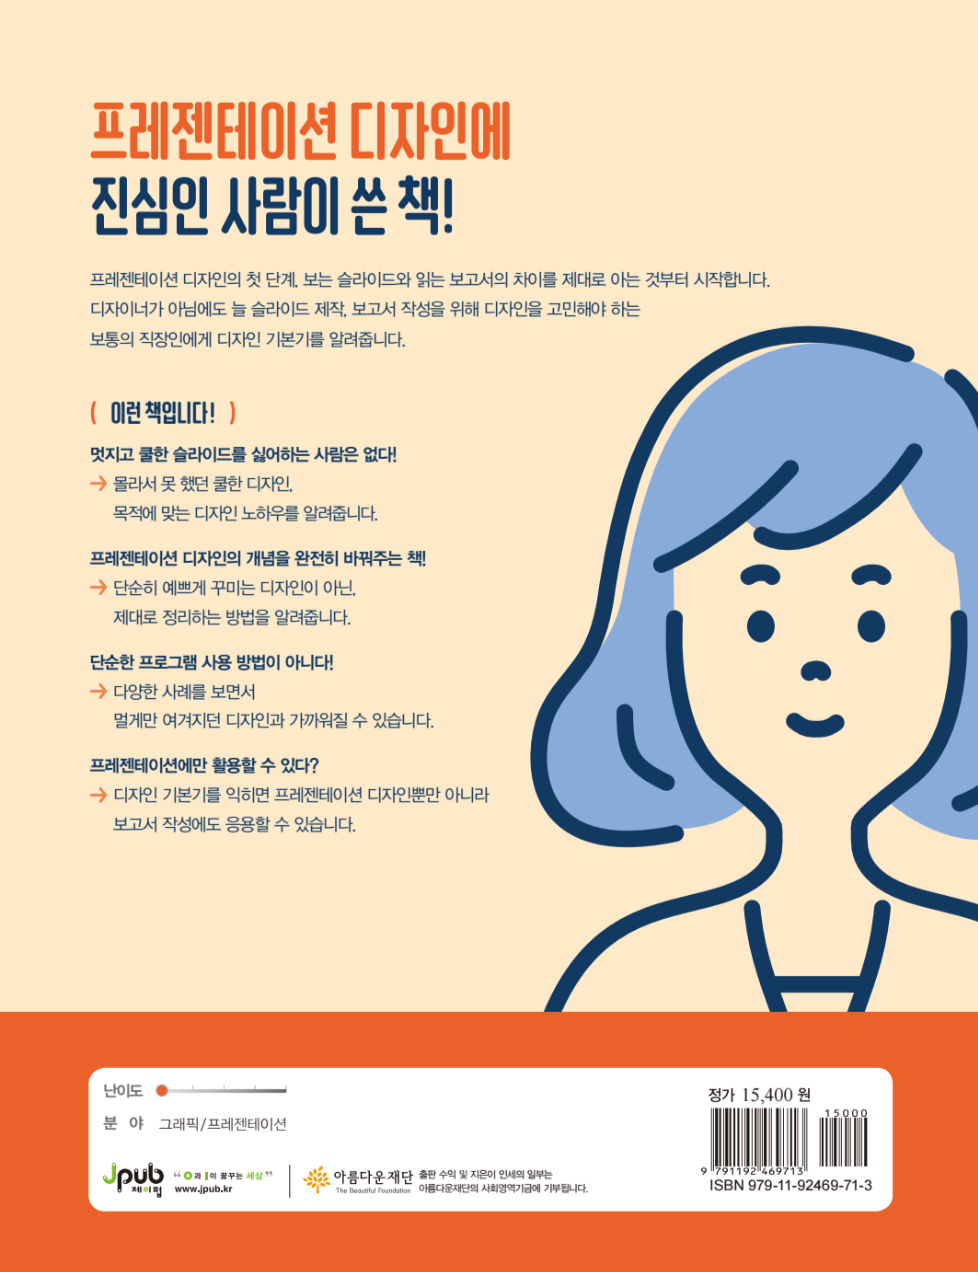 프레젠테이션 디자인에
진심인 사람이 쓴 책!
프레젠테이션 디자인의 첫 단계, 보는 슬라이드와 읽는 보고서의 차이를 제대로 아는 것부터 시작합니다.
디자이너가 아님에도 늘 슬라이드 제작, 보고서 작성을 위해 디자인을 고민해야 하는
보통의 직장인에게 디자인 기본기를 알려줍니다.
( 이런 책입니다! )
멋지고 쿨한 슬라이드를 싫어하는 사람은 없다!
→ 몰라서 못 했던 쿨한 디자인,
목적에 맞는 디자인 노하우를 알려줍니다.
프레젠테이션 디자인의 개념을 완전히 바꿔주는 책!
→ 단순히 예쁘게 꾸미는 디자인이 아닌,
제대로 정리하는 방법을 알려줍니다.
단순한 프로그램 사용 방법이 아니다!
→ 다양한 사례를 보면서
멀게만 여겨지던 디자인과 가까워질 수 있습니다.
프레젠테이션에만 활용할 수 있다?
→ 디자인 기본기를 익히면 프레젠테이션 디자인뿐만 아니라
보고서 작성에도 응용할 수 있습니다.
난이도
분 야 그래픽/프레젠테이션
Jpub 제이펍
“O과 I이 꿈꾸는 세상”
www.jpub.kr
아름다운재단
The Beautiful Foundation
출판 수익 및 지은이 인세의 일부는
아름다운재단의 사회영역기금에 기부됩니다.
정가 15,400 원
15000
9 791192 469713
ISBN 979-11-92469-71-3